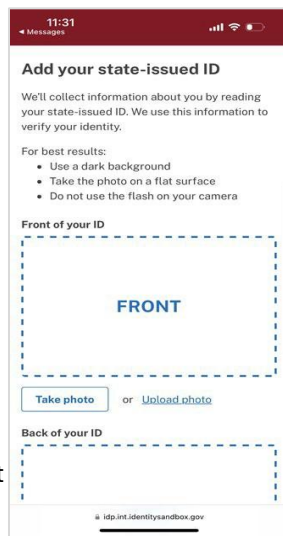 11:31
◀ Messages
Add your state-issued ID
We'll collect information about you by reading
your state-issued ID. We use this information to
verify your identity.
For best results:
• Use a dark background
• Take the photo on a flat surface
• Do not use the flash on your camera
Front of your ID
FRONT
Take photo or Upload photo
Back of your ID
idp.int.identitysandbox.gov